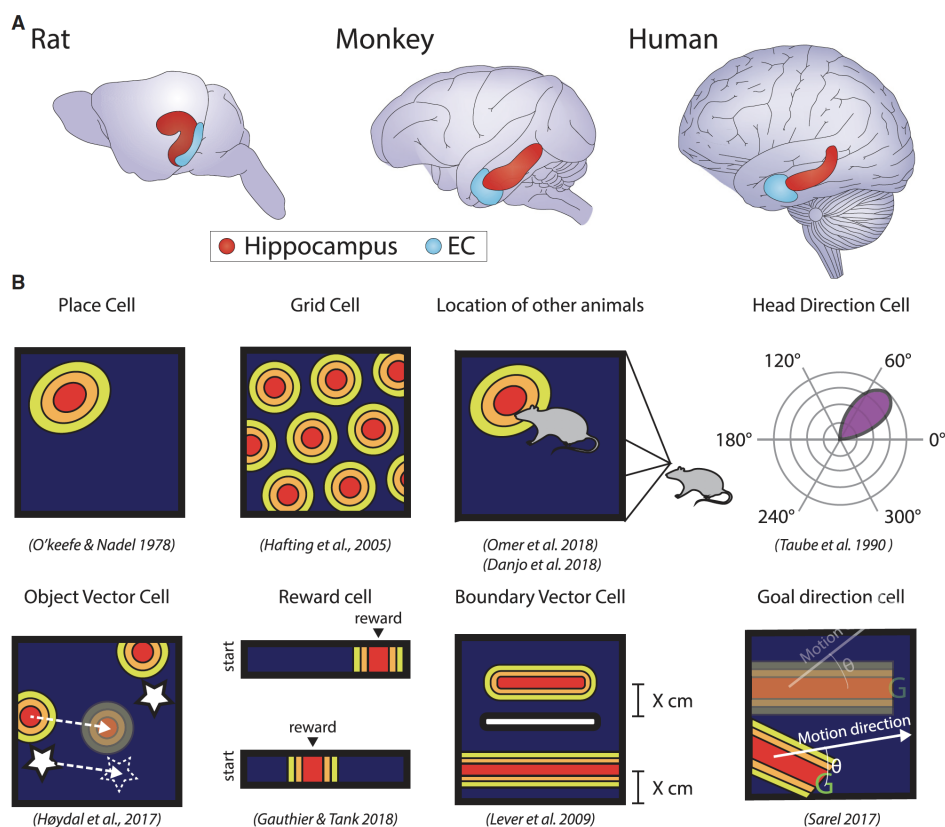 A
Rat
Monkey
Human
Hippocampus
EC
B
Place Cell
Grid Cell
Location of other animals
Head Direction Cell
120°
60°
180°
0°
240°
300°
(O'keefe & Nadel 1978)
(Hafting et al., 2005)
(Omer et al. 2018)
(Danjo et al. 2018)
(Taube et al. 1990 )
Object Vector Cell
Reward cell
Boundary Vector Cell
Goal direction cell
reward
start
reward
start
X cm
X cm
Motion
θ
G
Motion direction
θ
G
(Høydal et al., 2017)
(Gauthier & Tank 2018)
(Lever et al. 2009)
(Sarel 2017)